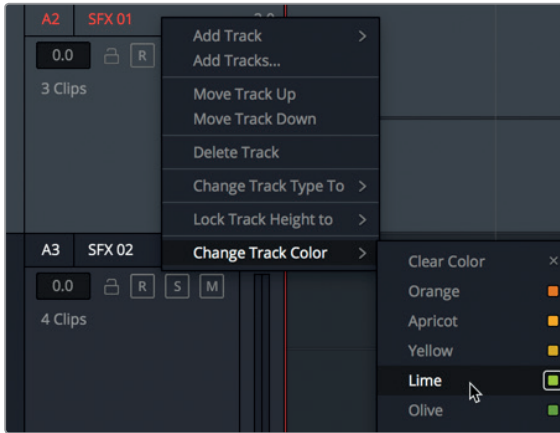 A2 SFX 01 2.0
0.0 R
3 Clips
Add Track >
Add Tracks...
Move Track Up
Move Track Down
Delete Track
Change Track Type To >
Lock Track Height to >
Change Track Color >
A3 SFX 02
0.0 R S M
4 Clips
Clear Color ×
Orange
Apricot
Yellow
Lime
Olive